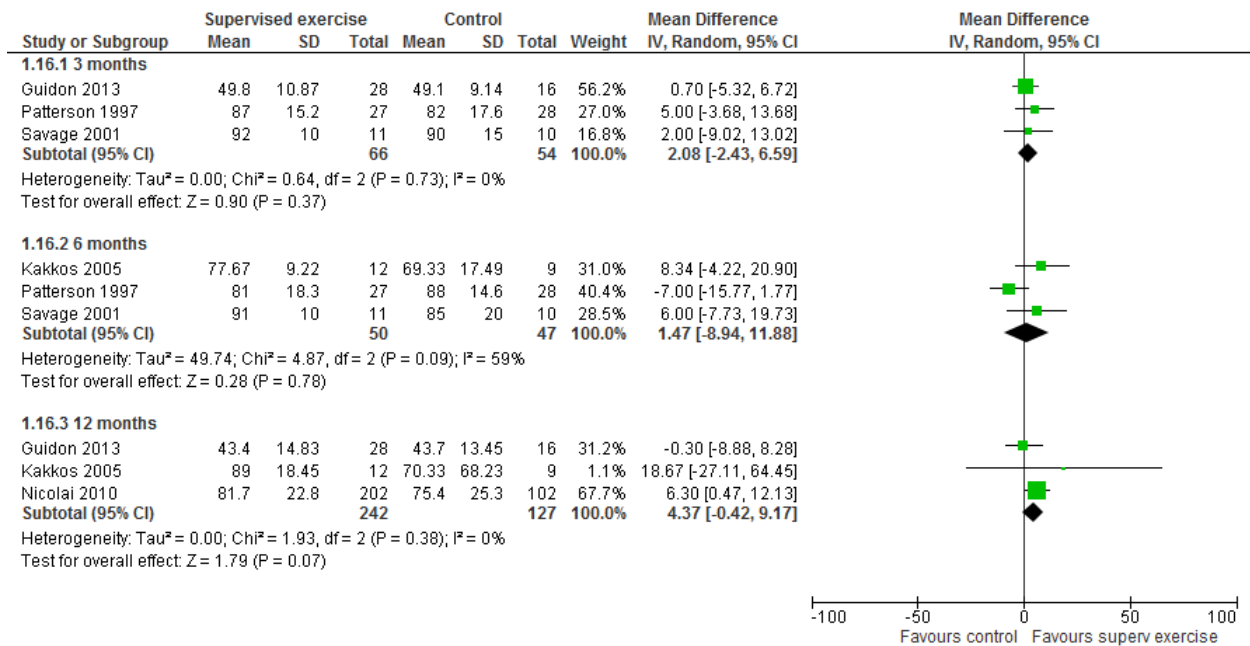 Supervised exercise Control Mean Difference Mean Difference
Study or Subgroup Mean SD Total Mean SD Total Weight IV, Random, 95% CI IV, Random, 95% CI
1.16.1 3 months
Guidon 2013 49.8 10.87 28 49.1 9.14 16 56.2% 0.70 [-5.32, 6.72]
Patterson 1997 87 15.2 27 82 17.6 28 27.0% 5.00 [-3.68, 13.68]
Savage 2001 92 10 11 90 15 10 16.8% 2.00 [-9.02, 13.02]
Subtotal (95% CI) 66 54 100.0% 2.08 [-2.43, 6.59]
Heterogeneity: Tau² = 0.00; Chi² = 0.64, df = 2 (P = 0.73); I² = 0%
Test for overall effect: Z = 0.90 (P = 0.37)
1.16.2 6 months
Kakkos 2005 77.67 9.22 12 69.33 17.49 9 31.0% 8.34 [-4.22, 20.90]
Patterson 1997 81 18.3 27 88 14.6 28 40.4% -7.00 [-15.77, 1.77]
Savage 2001 91 10 11 85 20 10 28.5% 6.00 [-7.73, 19.73]
Subtotal (95% CI) 50 47 100.0% 1.47 [-8.94, 11.88]
Heterogeneity: Tau² = 49.74; Chi² = 4.87, df = 2 (P = 0.09); I² = 59%
Test for overall effect: Z = 0.28 (P = 0.78)
1.16.3 12 months
Guidon 2013 43.4 14.83 28 43.7 13.45 16 31.2% -0.30 [-8.88, 8.28]
Kakkos 2005 89 18.45 12 70.33 68.23 9 1.1% 18.67 [-27.11, 64.45]
Nicolai 2010 81.7 22.8 202 75.4 25.3 102 67.7% 6.30 [0.47, 12.13]
Subtotal (95% CI) 242 127 100.0% 4.37 [-0.42, 9.17]
Heterogeneity: Tau² = 0.00; Chi² = 1.93, df = 2 (P = 0.38); I² = 0%
Test for overall effect: Z = 1.79 (P = 0.07)
-100 -50 0 50 100
Favours control Favours superv exercise